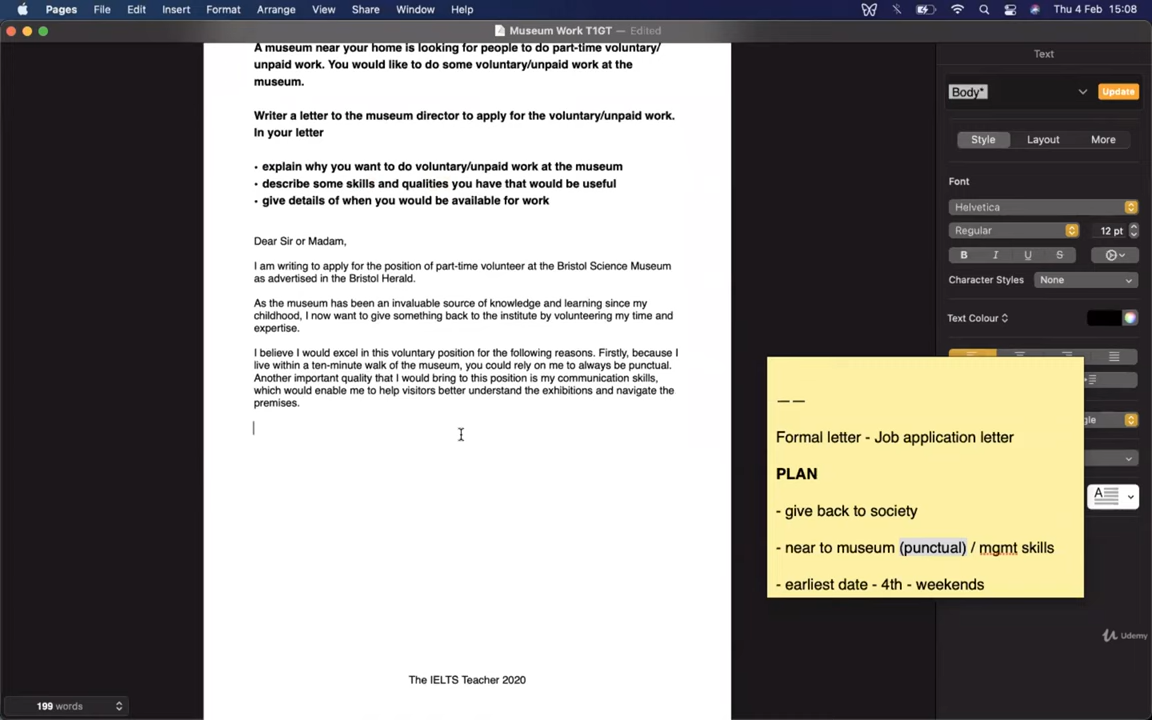 Pages File Edit Insert Format Arrange View Share Window Help Thu 4 Feb 15:08
Museum Work T1GT — Edited
A museum near your home is looking for people to do part-time voluntary/
unpaid work. You would like to do some voluntary/unpaid work at the
museum.
Writer a letter to the museum director to apply for the voluntary/unpaid work.
In your letter
• explain why you want to do voluntary/unpaid work at the museum
• describe some skills and qualities you have that would be useful
• give details of when you would be available for work
Dear Sir or Madam,
I am writing to apply for the position of part-time volunteer at the Bristol Science Museum
as advertised in the Bristol Herald.
As the museum has been an invaluable source of knowledge and learning since my
childhood, I now want to give something back to the institute by volunteering my time and
expertise.
I believe I would excel in this voluntary position for the following reasons. Firstly, because I
live within a ten-minute walk of the museum, you could rely on me to always be punctual.
Another important quality that I would bring to this position is my communication skills,
which would enable me to help visitors better understand the exhibitions and navigate the
premises.
The IELTS Teacher 2020
199 words
Text
Body* Update
Style Layout More
Font
Helvetica
Regular 12 pt
B I U S
Character Styles None
Text Colour
gle
A
— —
Formal letter - Job application letter
PLAN
- give back to society
- near to museum (punctual) / mgmt skills
- earliest date - 4th - weekends
Udemy